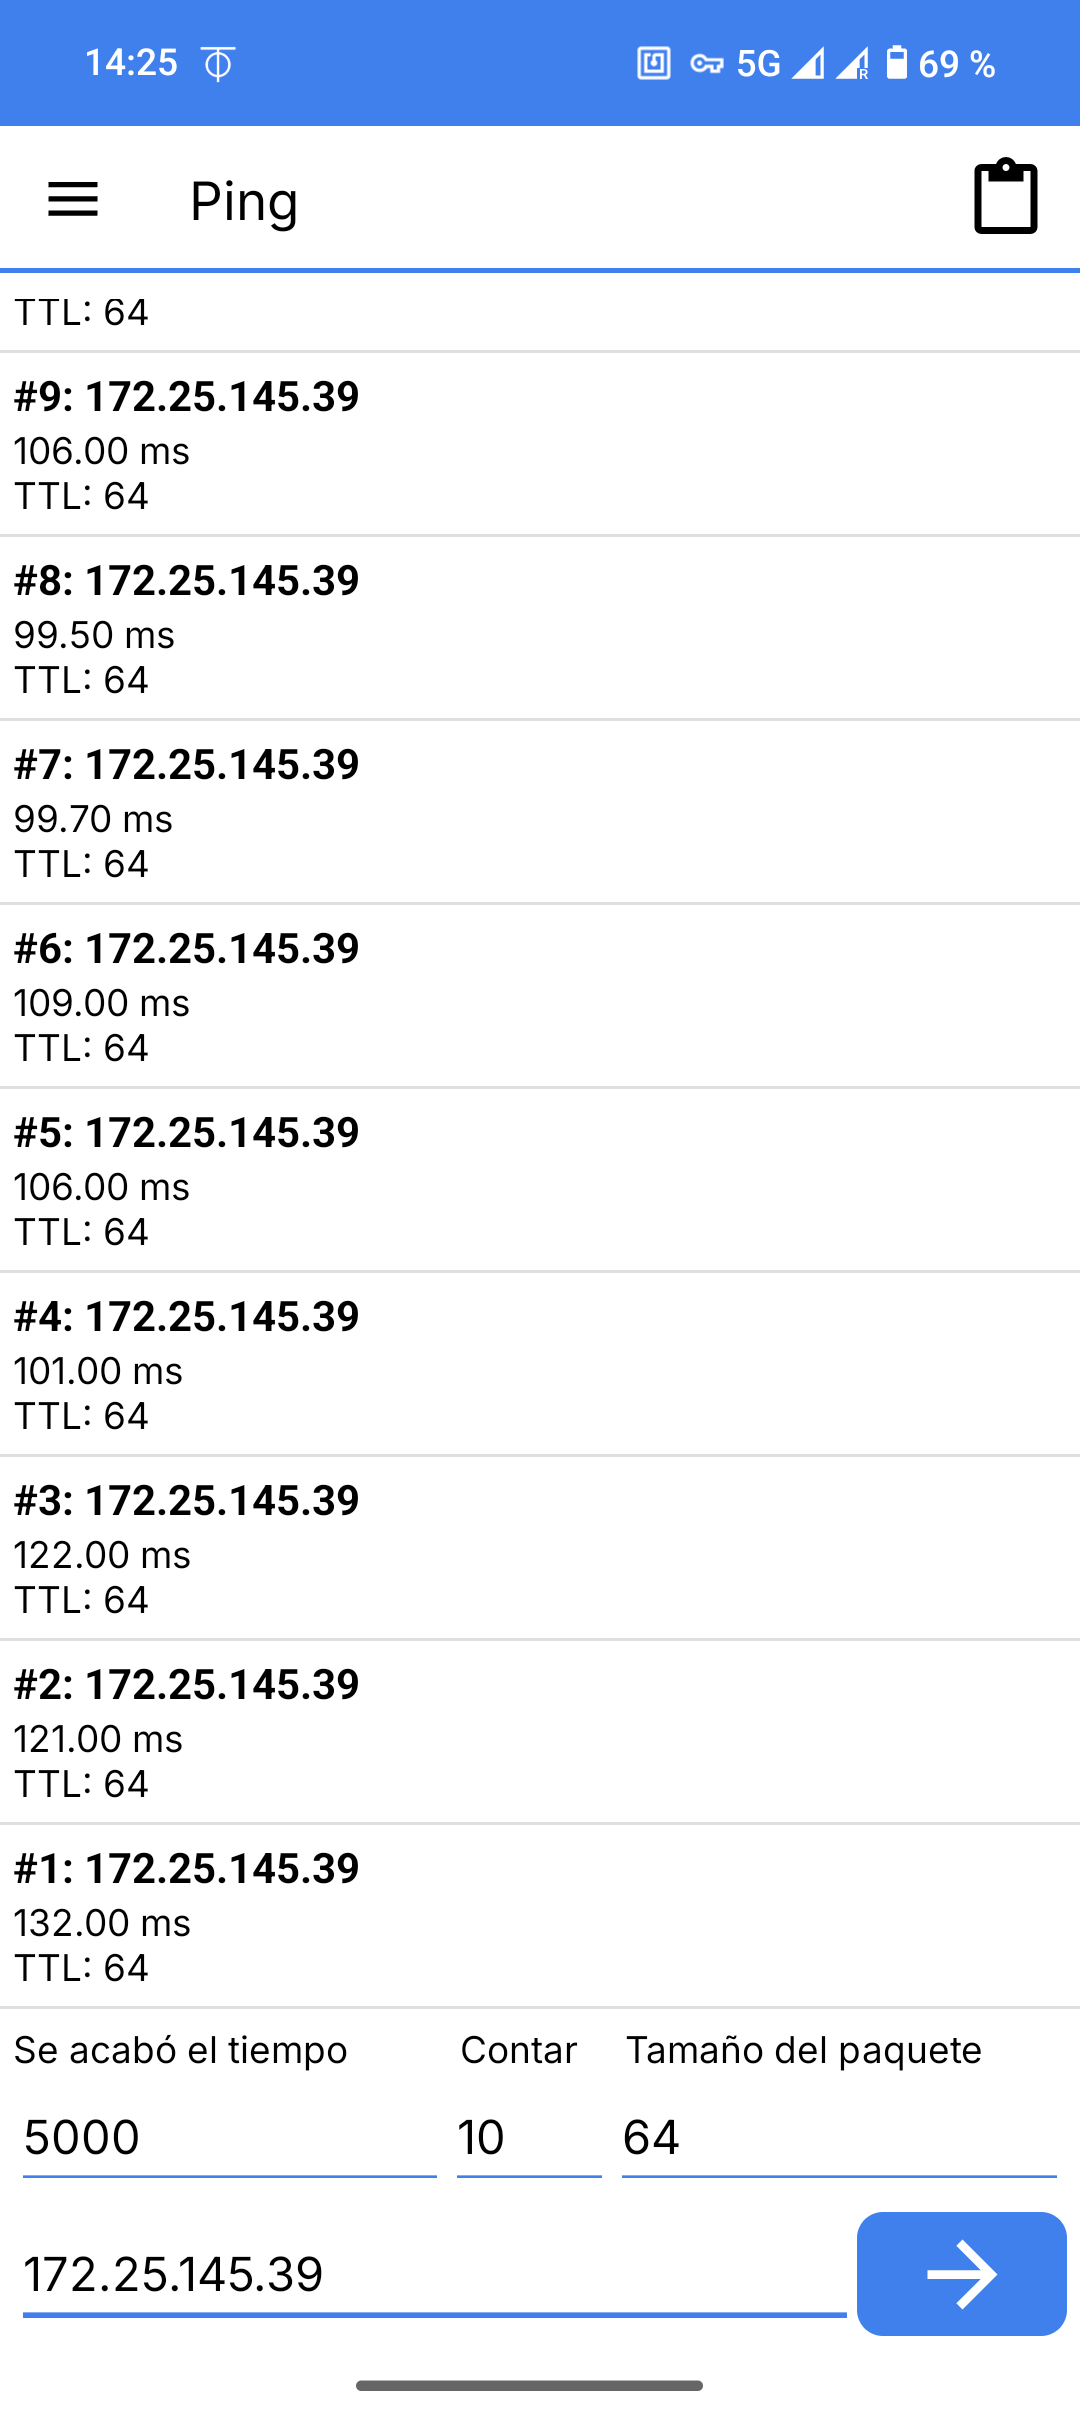 14:25
5G
R
69 %
Ping
TTL: 64
#9: 172.25.145.39
106.00 ms
TTL: 64
#8: 172.25.145.39
99.50 ms
TTL: 64
#7: 172.25.145.39
99.70 ms
TTL: 64
#6: 172.25.145.39
109.00 ms
TTL: 64
#5: 172.25.145.39
106.00 ms
TTL: 64
#4: 172.25.145.39
101.00 ms
TTL: 64
#3: 172.25.145.39
122.00 ms
TTL: 64
#2: 172.25.145.39
121.00 ms
TTL: 64
#1: 172.25.145.39
132.00 ms
TTL: 64
Se acabó el tiempo Contar Tamaño del paquete
5000 10 64
172.25.145.39